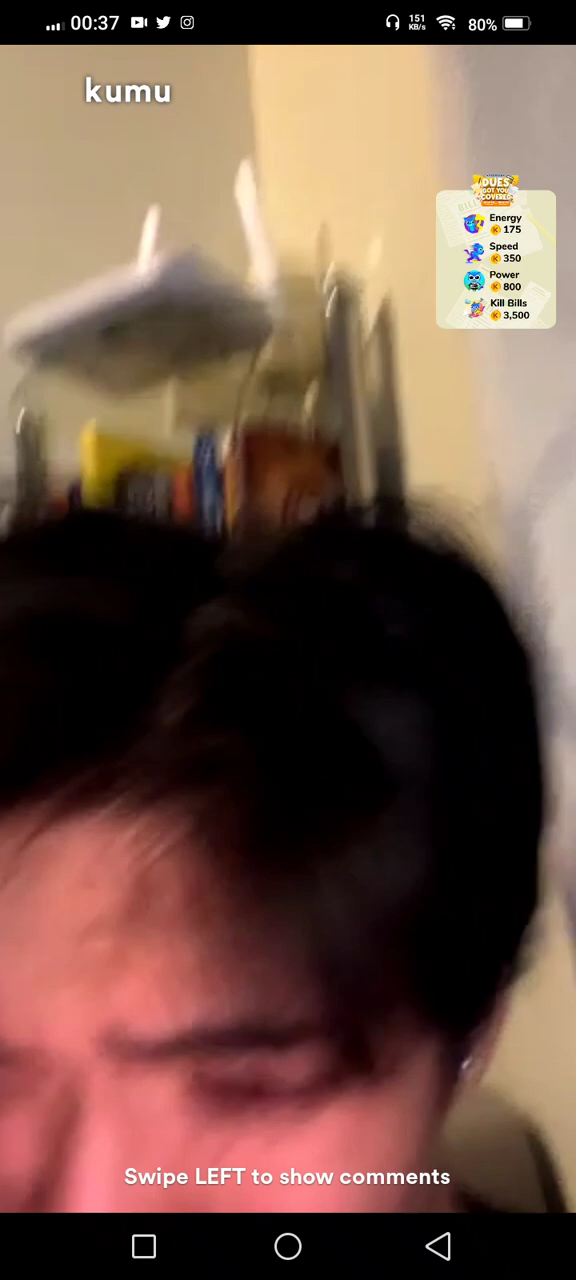 00:37
151
KB/s
80%
kumu
DUES
GOT YOU
COVERED
Energy
175
Speed
350
Power
800
Kill Bills
3,500
Swipe LEFT to show comments